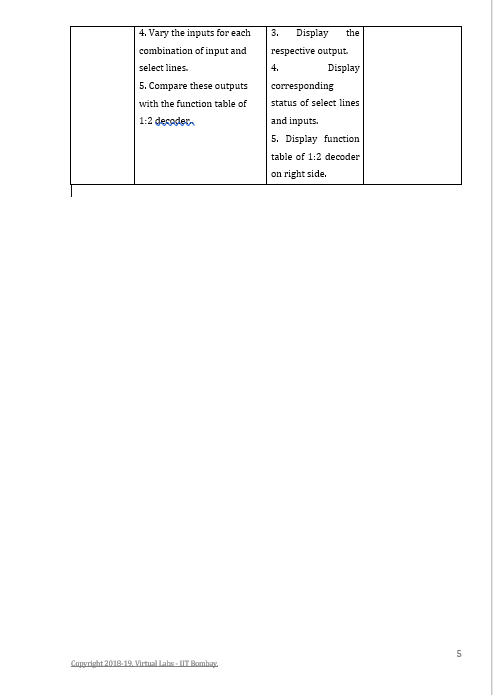 4. Vary the inputs for each
combination of input and
select lines.
5. Compare these outputs
with the function table of
1:2 decoder.
3. Display the
respective output.
4. Display
corresponding
status of select lines
and inputs.
5. Display function
table of 1:2 decoder
on right side.
5
Copyright 2018-19. Virtual Labs - IIT Bombay.